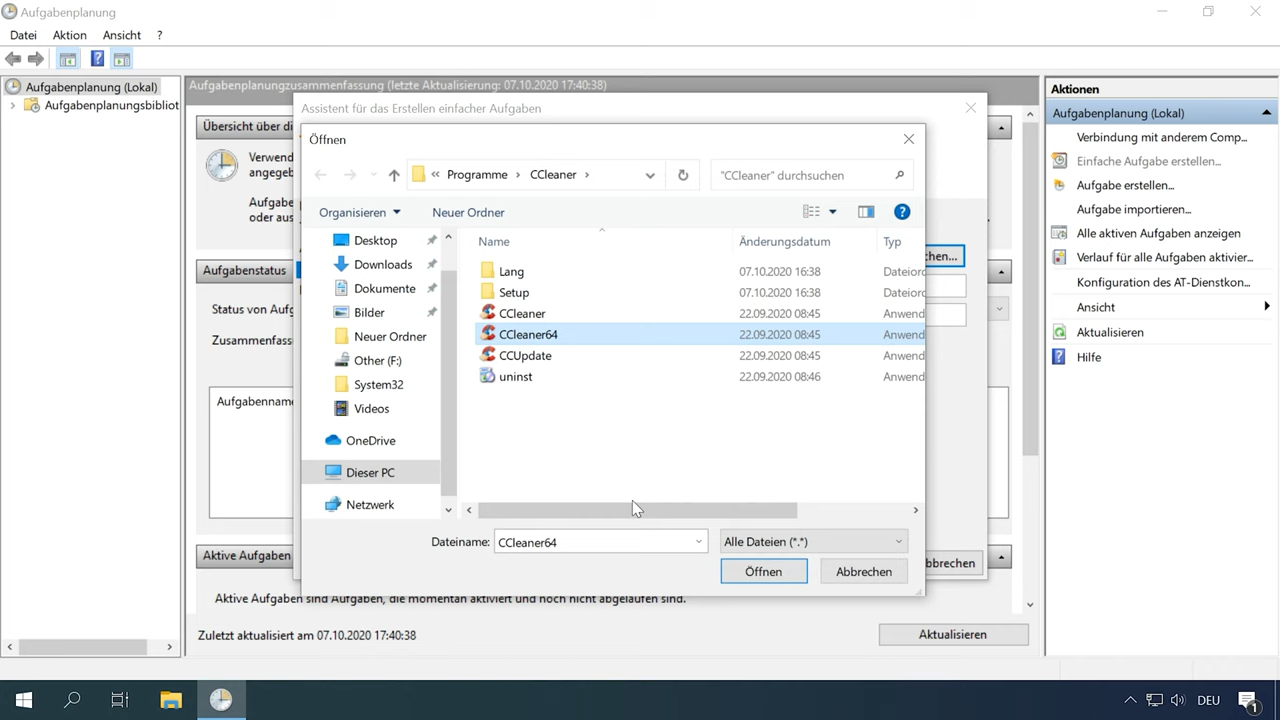 Aufgabenplanung
Datei Aktion Ansicht ?
Aufgabenplanung (Lokal)
Aufgabenplanungsbibliot
Aufgabenplanungszusammenfassung (letzte Aktualisierung: 07.10.2020 17:40:38)
Übersicht über di
Verwend
angegeb
Aufgab
oder aus
Aufgabenstatus
Status von Aufg
Zusammenfass
Aufgabenname
Aktive Aufgaben
Aktive Aufgaben sind Aufgaben, die momentan aktiviert und noch nicht abgelaufen sind.
Zuletzt aktualisiert am 07.10.2020 17:40:38
Aktualisieren
Assistent für das Erstellen einfacher Aufgaben
chen...
bbrechen
Öffnen
« Programme › CCleaner ›
"CCleaner" durchsuchen
Organisieren
Neuer Ordner
Desktop
Downloads
Dokumente
Bilder
Neuer Ordner
Other (F:)
System32
Videos
OneDrive
Dieser PC
Netzwerk
Name Änderungsdatum Typ
Lang 07.10.2020 16:38 Dateiord
Setup 07.10.2020 16:38 Dateiord
CCleaner 22.09.2020 08:45 Anwend
CCleaner64 22.09.2020 08:45 Anwend
CCUpdate 22.09.2020 08:45 Anwend
uninst 22.09.2020 08:46 Anwend
Dateiname: CCleaner64
Alle Dateien (*.*)
Öffnen
Abbrechen
Aktionen
Aufgabenplanung (Lokal)
Verbindung mit anderem Comp...
Einfache Aufgabe erstellen...
Aufgabe erstellen...
Aufgabe importieren...
Alle aktiven Aufgaben anzeigen
Verlauf für alle Aufgaben aktivier...
Konfiguration des AT-Dienstkon...
Ansicht
Aktualisieren
Hilfe
DEU
1